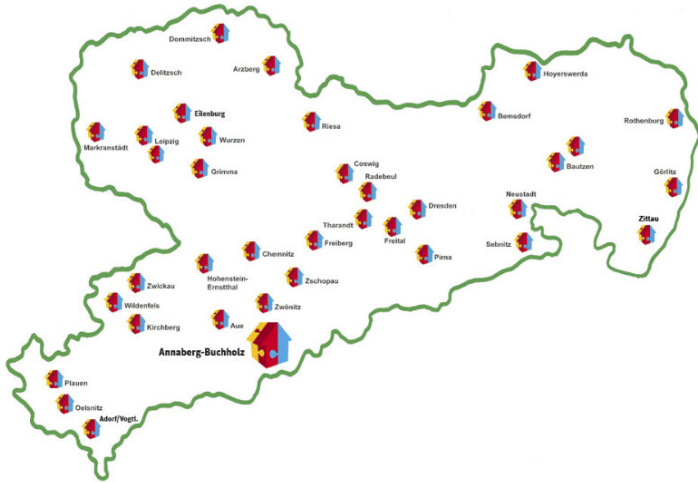 Dommitzsch
Delitzsch
Arzberg
Hoyerswerda
Eilenburg
Bernsdorf
Riesa
Rothenburg
Markranstädt
Leipzig
Wurzen
Bautzen
Grimma
Coswig
Görlitz
Radebeul
Neustadt
Dresden
Tharandt
Zittau
Freital
Freiberg
Sebnitz
Chemnitz
Pirna
Hohenstein-
Ernstthal
Zschopau
Zwickau
Wildenfels
Zwönitz
Kirchberg
Aue
Annaberg-Buchholz
Plauen
Oelsnitz
Adorf/Vogtl.